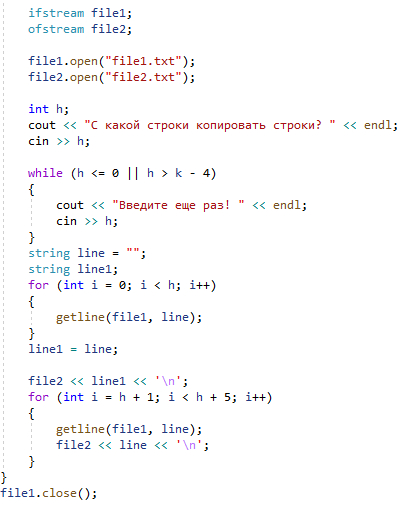 ifstream file1;
ofstream file2;
file1.open("file1.txt");
file2.open("file2.txt");
int h;
cout << "С какой строки копировать строки? " << endl;
cin >> h;
while (h <= 0 || h > k - 4)
{
cout << "Введите еще раз! " << endl;
cin >> h;
}
string line = "";
string line1;
for (int i = 0; i < h; i++)
{
getline(file1, line);
}
line1 = line;
file2 << line1 << '\n';
for (int i = h + 1; i < h + 5; i++)
{
getline(file1, line);
file2 << line << '\n';
}
}
file1.close();